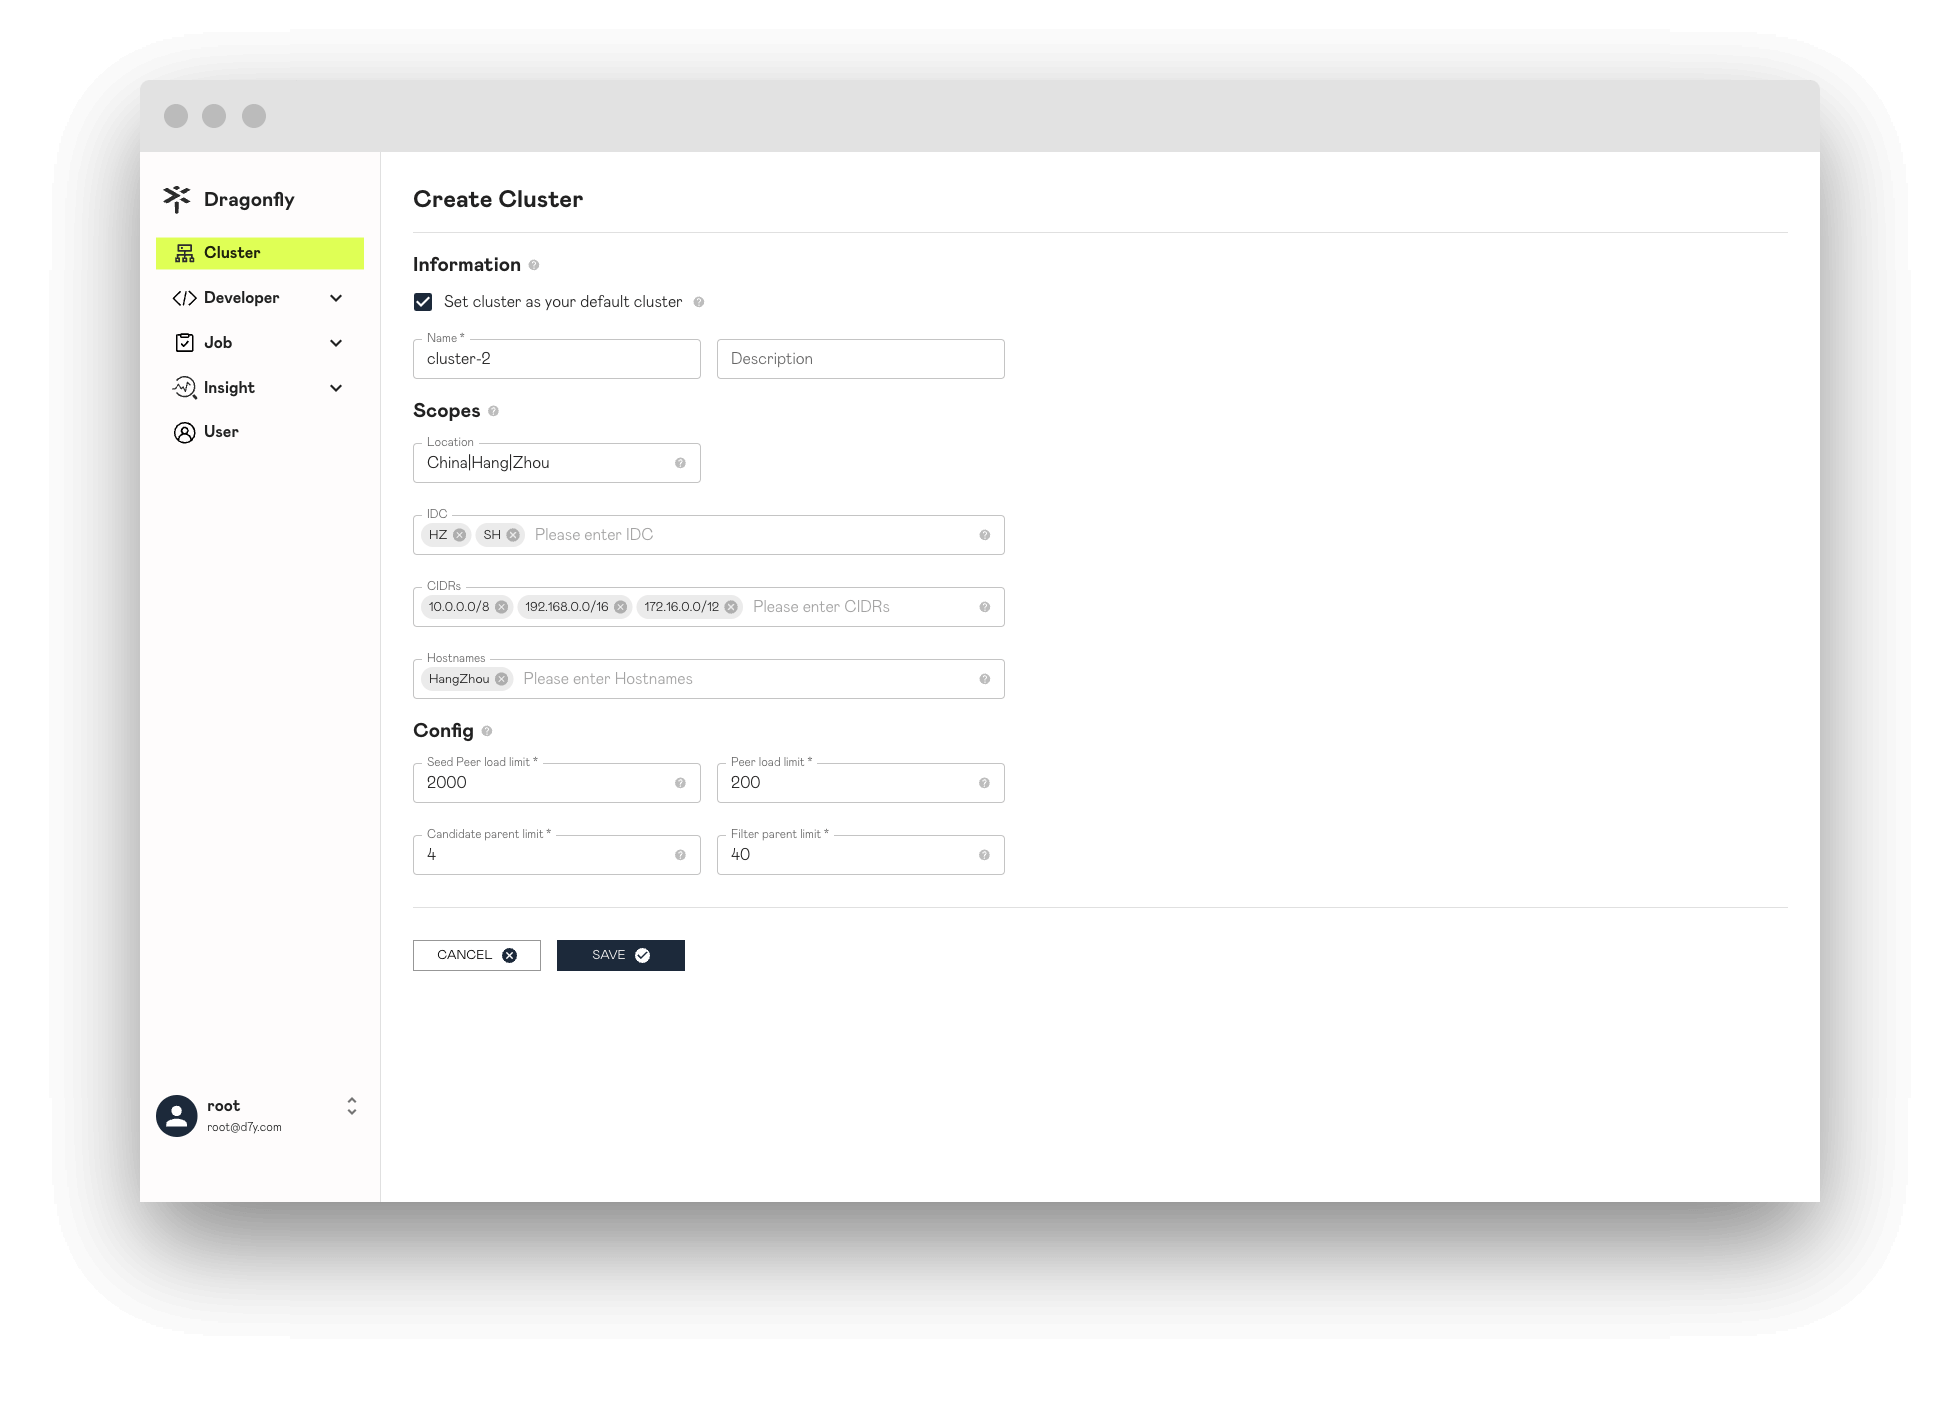 Dragonfly
Cluster
Developer
Job
Insight
User
root
root@d7y.com
Create Cluster
Information
Set cluster as your default cluster
Name *
cluster-2
Description
Scopes
Location
China|Hang|Zhou
IDC
HZ SH Please enter IDC
CIDRs
10.0.0.0/8 192.168.0.0/16 172.16.0.0/12 Please enter CIDRs
Hostnames
HangZhou Please enter Hostnames
Config
Seed Peer load limit * Peer load limit *
2000 200
Candidate parent limit * Filter parent limit *
4 40
CANCEL SAVE